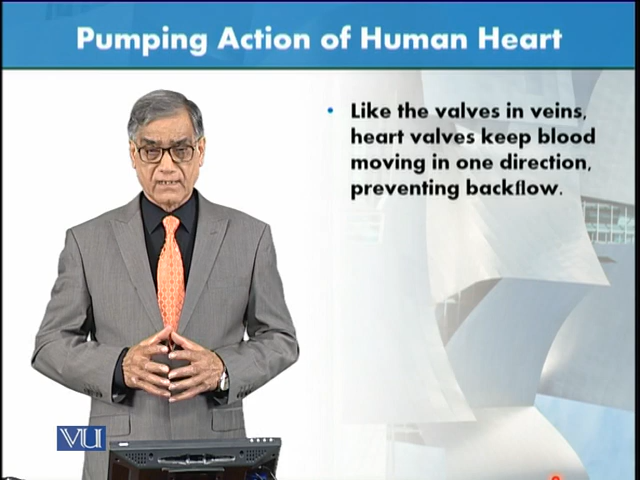 Pumping Action of Human Heart
• Like the valves in veins,
heart valves keep blood
moving in one direction,
preventing backflow.
VU